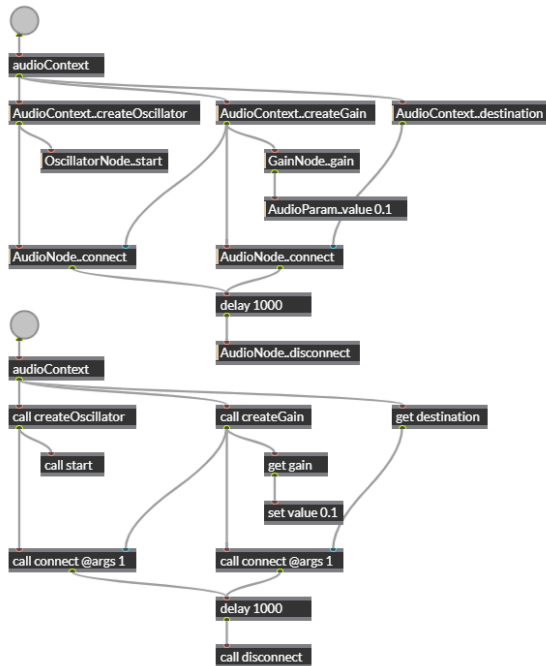 audioContext
AudioContext..createOscillator AudioContext..createGain AudioContext..destination
OscillatorNode..start GainNode..gain
AudioParam..value 0.1
AudioNode..connect AudioNode..connect
delay 1000
AudioNode..disconnect
audioContext
call createOscillator call createGain get destination
call start get gain
set value 0.1
call connect @args 1 call connect @args 1
delay 1000
call disconnect